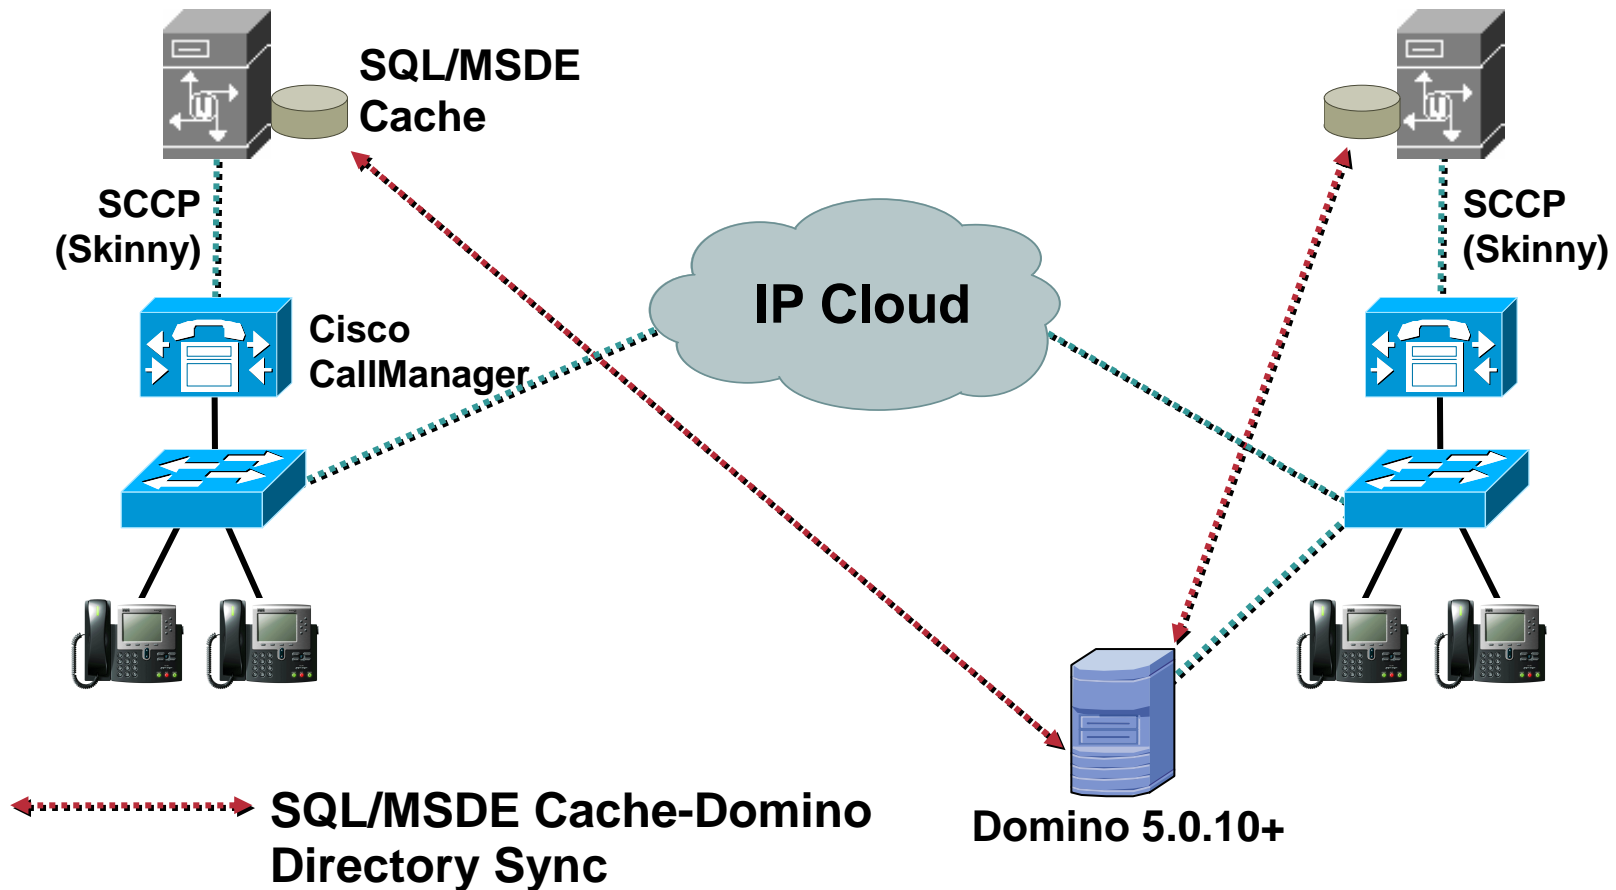 SQL/MSDE
Cache
SCCP
(Skinny)
SCCP
(Skinny)
IP Cloud
Cisco
CallManager
Domino 5.0.10+
SQL/MSDE Cache-Domino
Directory Sync